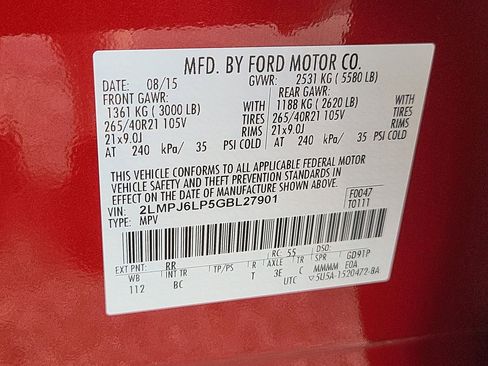 MFD. BY FORD MOTOR CO.
DATE: 08/15 GVWR: 2531 KG ( 5580 LB)
FRONT GAWR: REAR GAWR:
1361 KG ( 3000 LB) WITH 1188 KG ( 2620 LB) WITH
265/40R21 105V TIRES 265/40R21 105V TIRES
21x9.0J RIMS 21x9.0J RIMS
AT 240 kPa/ 35 PSI COLD AT 240 kPa/ 35 PSI COLD
THIS VEHICLE CONFORMS TO ALL APPLICABLE FEDERAL MOTOR
VEHICLE SAFETY AND THEFT PREVENTION STANDARDS IN
EFFECT ON THE DATE OF MANUFACTURE SHOWN ABOVE.
VIN: 2LMPJ6LP5GBL27901 F0047
TYPE: MPV T0111
EXT PNT: RR RC: 55 DSO:
WB INT TR TP/PS R AXLE TR SPR GD91P
112 BC T 3E C MMMM EOA
UTC ▽5U5A-1520472-BA